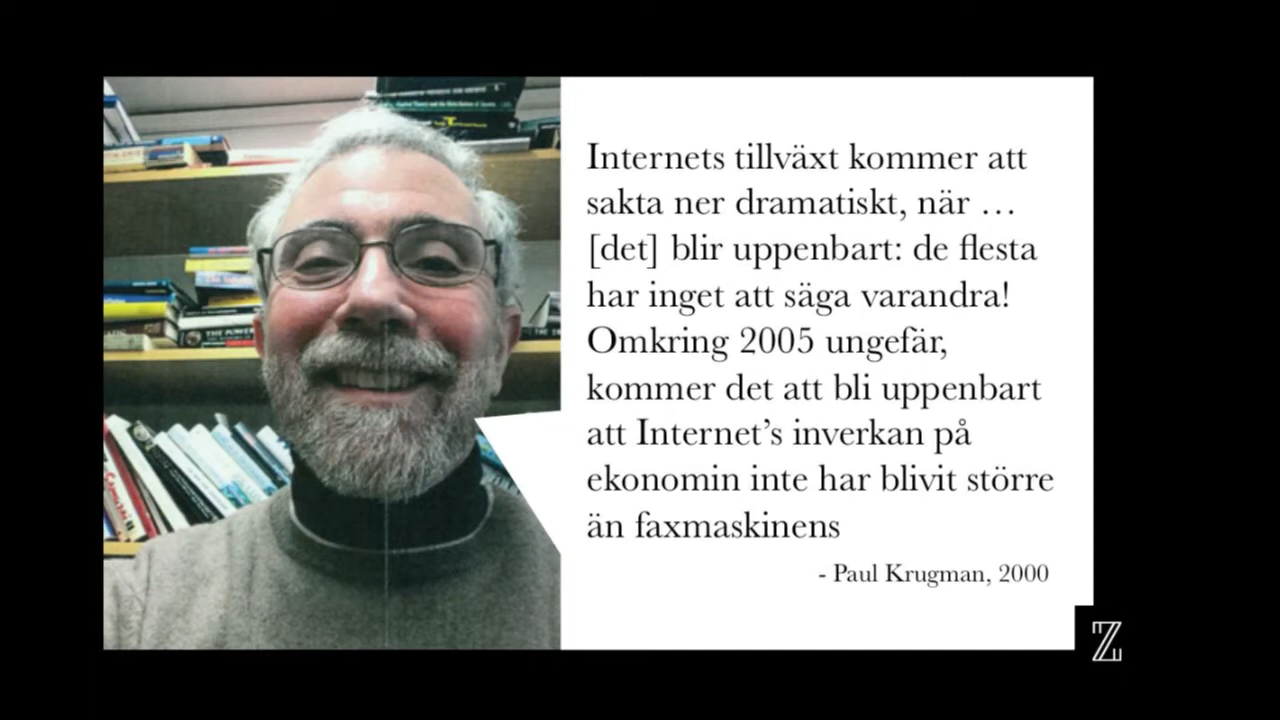 Internets tillväxt kommer att
sakta ner dramatiskt, när …
[det] blir uppenbart: de flesta
har inget att säga varandra!
Omkring 2005 ungefär,
kommer det att bli uppenbart
att Internet’s inverkan på
ekonomin inte har blivit större
än faxmaskinens
- Paul Krugman, 2000
THE POWER
Z